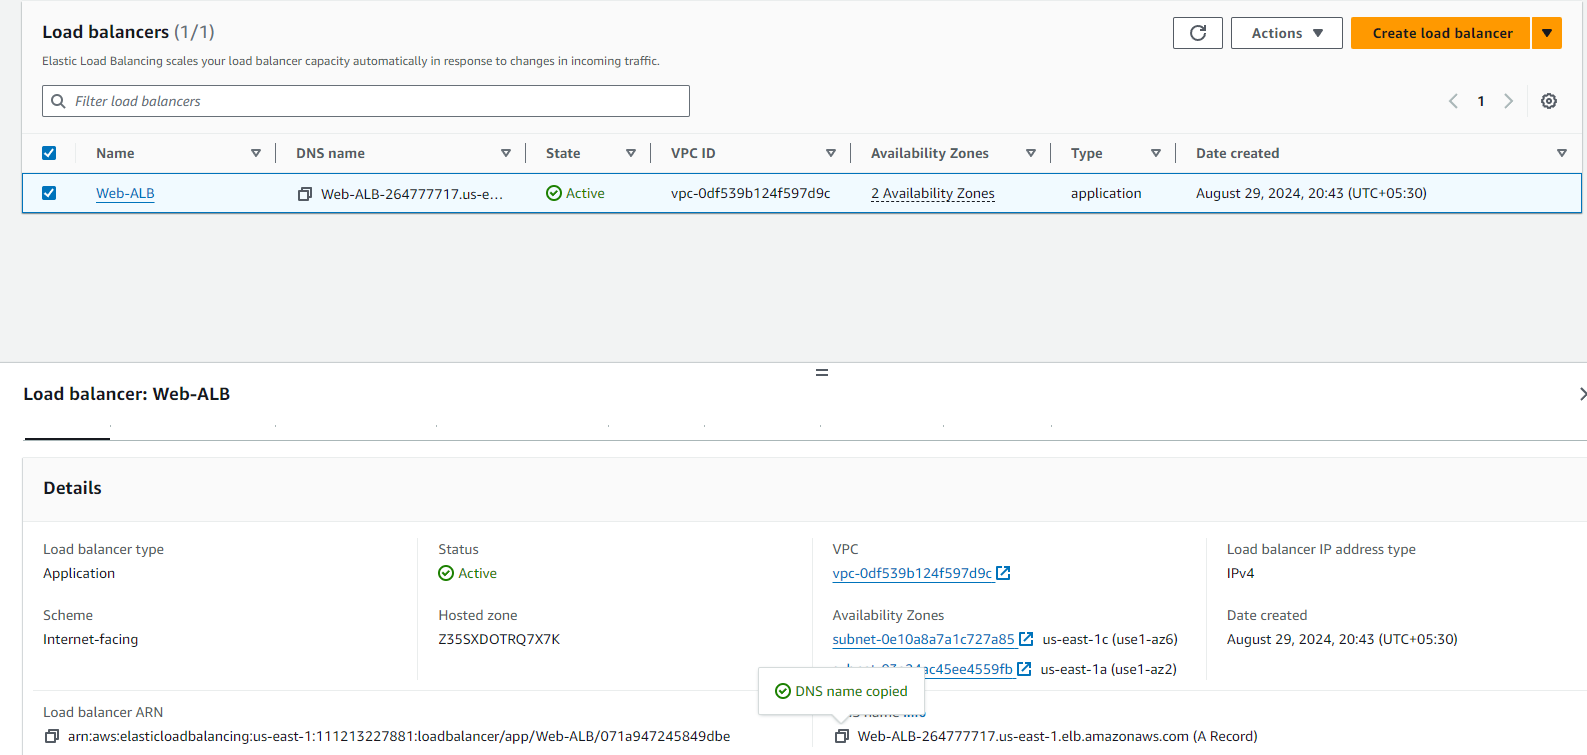 Load balancers (1/1)
Actions
Create load balancer
Elastic Load Balancing scales your load balancer capacity automatically in response to changes in incoming traffic.
Filter load balancers
1
Name DNS name State VPC ID Availability Zones Type Date created
Web-ALB Web-ALB-264777717.us-e... Active vpc-0df539b124f597d9c 2 Availability Zones application August 29, 2024, 20:43 (UTC+05:30)
Load balancer: Web-ALB
Details
Load balancer type Status VPC Load balancer IP address type
Application Active vpc-0df539b124f597d9c IPv4
Scheme Hosted zone Availability Zones Date created
Internet-facing Z35SXDOTRQ7X7K subnet-0e10a8a7a1c727a85 us-east-1c (use1-az6) August 29, 2024, 20:43 (UTC+05:30)
us-east-1a (use1-az2)
DNS name copied
Load balancer ARN
arn:aws:elasticloadbalancing:us-east-1:111213227881:loadbalancer/app/Web-ALB/071a947245849dbe Web-ALB-264777717.us-east-1.elb.amazonaws.com (A Record)